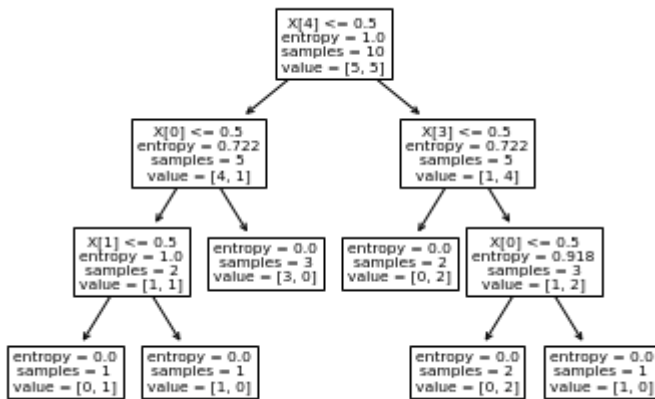 X[4] <= 0.5
entropy = 1.0
samples = 10
value = [5, 5]
X[0] <= 0.5
entropy = 0.722
samples = 5
value = [4, 1]
X[3] <= 0.5
entropy = 0.722
samples = 5
value = [1, 4]
X[1] <= 0.5
entropy = 1.0
samples = 2
value = [1, 1]
entropy = 0.0
samples = 3
value = [3, 0]
entropy = 0.0
samples = 2
value = [0, 2]
X[0] <= 0.5
entropy = 0.918
samples = 3
value = [1, 2]
entropy = 0.0
samples = 1
value = [0, 1]
entropy = 0.0
samples = 1
value = [1, 0]
entropy = 0.0
samples = 2
value = [0, 2]
entropy = 0.0
samples = 1
value = [1, 0]